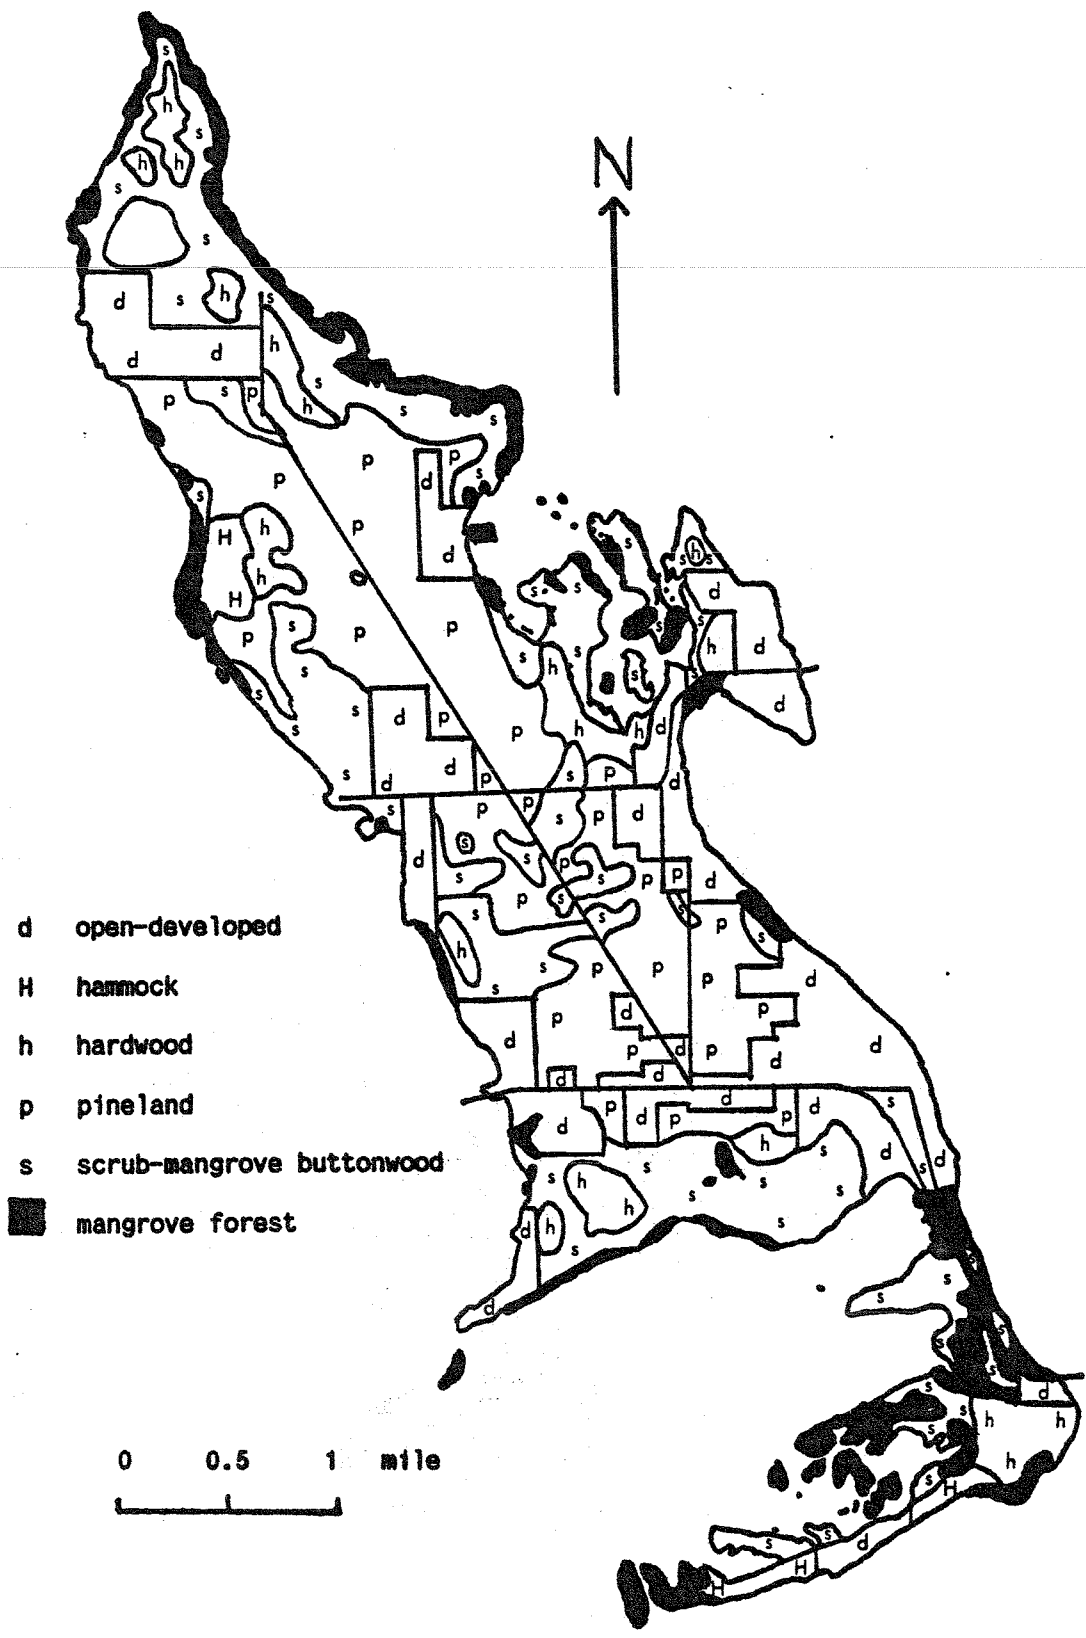 N
d open-developed
H hammock
h hardwood
p pineland
s scrub-mangrove buttonwood
mangrove forest
0 0.5 1 mile